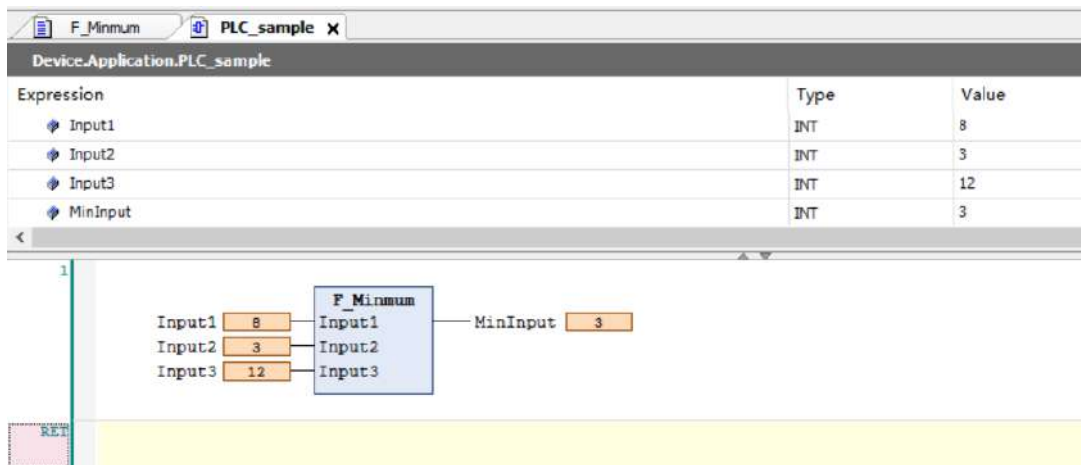 F_Minmum PLC_sample X
Device.Application.PLC_sample
Expression Type Value
Input1 INT 8
Input2 INT 3
Input3 INT 12
MinInput INT 3
1
F_Minmum
Input1 8 Input1 MinInput 3
Input2 3 Input2
Input3 12 Input3
RET